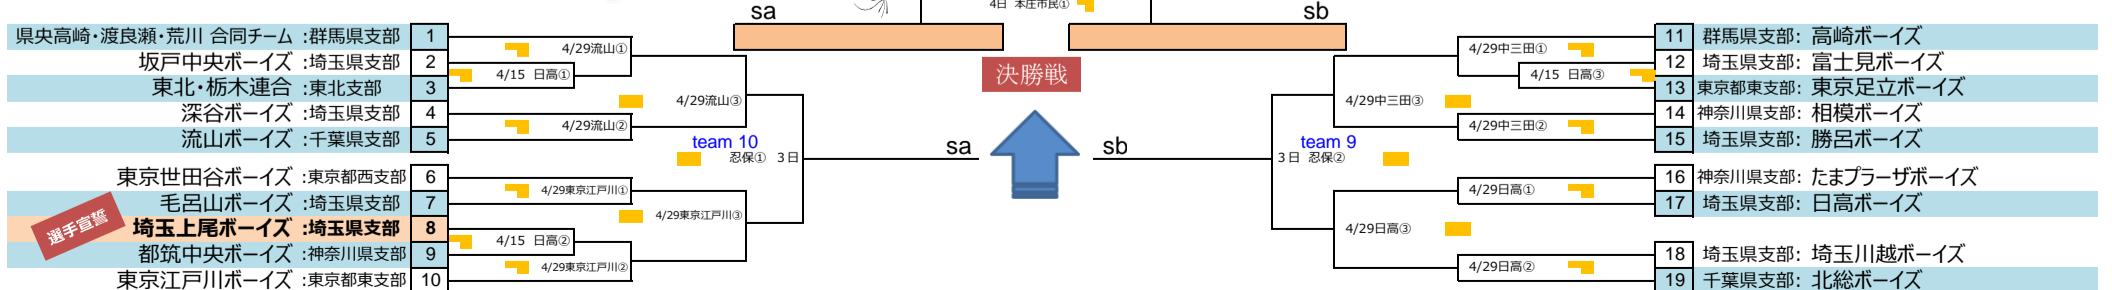 4日 本庄市民①
sa
sb
県央高崎・渡良瀬・荒川 合同チーム :群馬県支部 1
坂戸中央ボーイズ :埼玉県支部 2
東北・栃木連合 :東北支部 3
深谷ボーイズ :埼玉県支部 4
流山ボーイズ :千葉県支部 5
東京世田谷ボーイズ :東京都西支部 6
毛呂山ボーイズ :埼玉県支部 7
埼玉上尾ボーイズ :埼玉県支部 8
都筑中央ボーイズ :神奈川県支部 9
東京江戸川ボーイズ :東京都東支部 10
選手宣誓
4/29流山①
4/15 日高①
4/29流山③
4/29流山②
team 10
忍保① 3日
4/29東京江戸川①
4/29東京江戸川③
4/15 日高②
4/29東京江戸川②
決勝戦
sa
sb
4/29中三田①
4/15 日高③
4/29中三田③
4/29中三田②
team 9
3日 忍保②
4/29日高①
4/29日高③
4/29日高②
11 群馬県支部: 高崎ボーイズ
12 埼玉県支部: 富士見ボーイズ
13 東京都東支部: 東京足立ボーイズ
14 神奈川県支部: 相模ボーイズ
15 埼玉県支部: 勝呂ボーイズ
16 神奈川県支部: たまプラーザボーイズ
17 埼玉県支部: 日高ボーイズ
18 埼玉県支部: 埼玉川越ボーイズ
19 千葉県支部: 北総ボーイズ